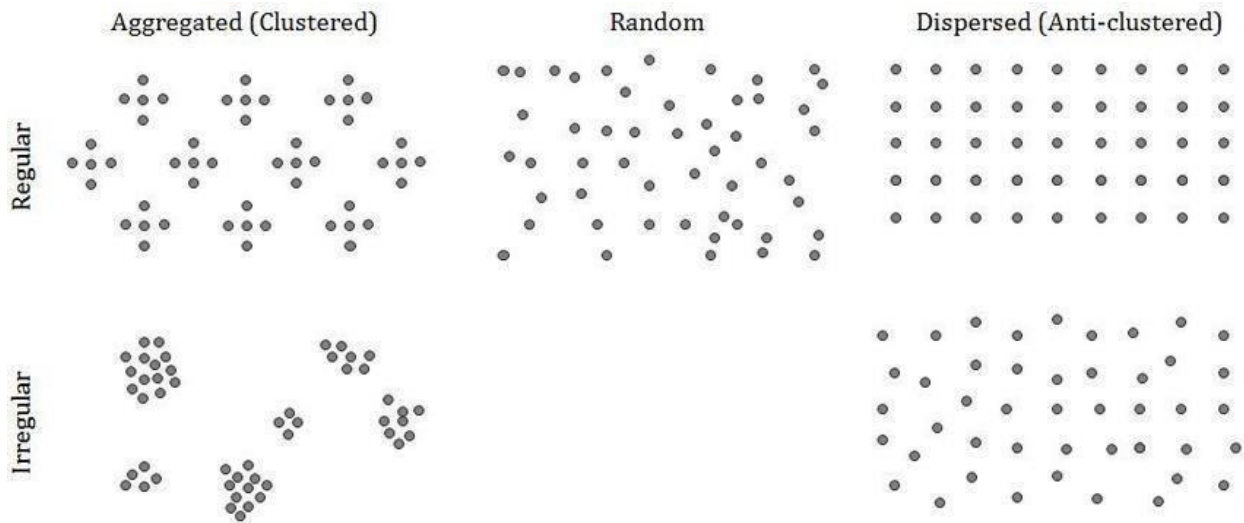 Aggregated (Clustered)
Random
Dispersed (Anti-clustered)
Regular
Irregular